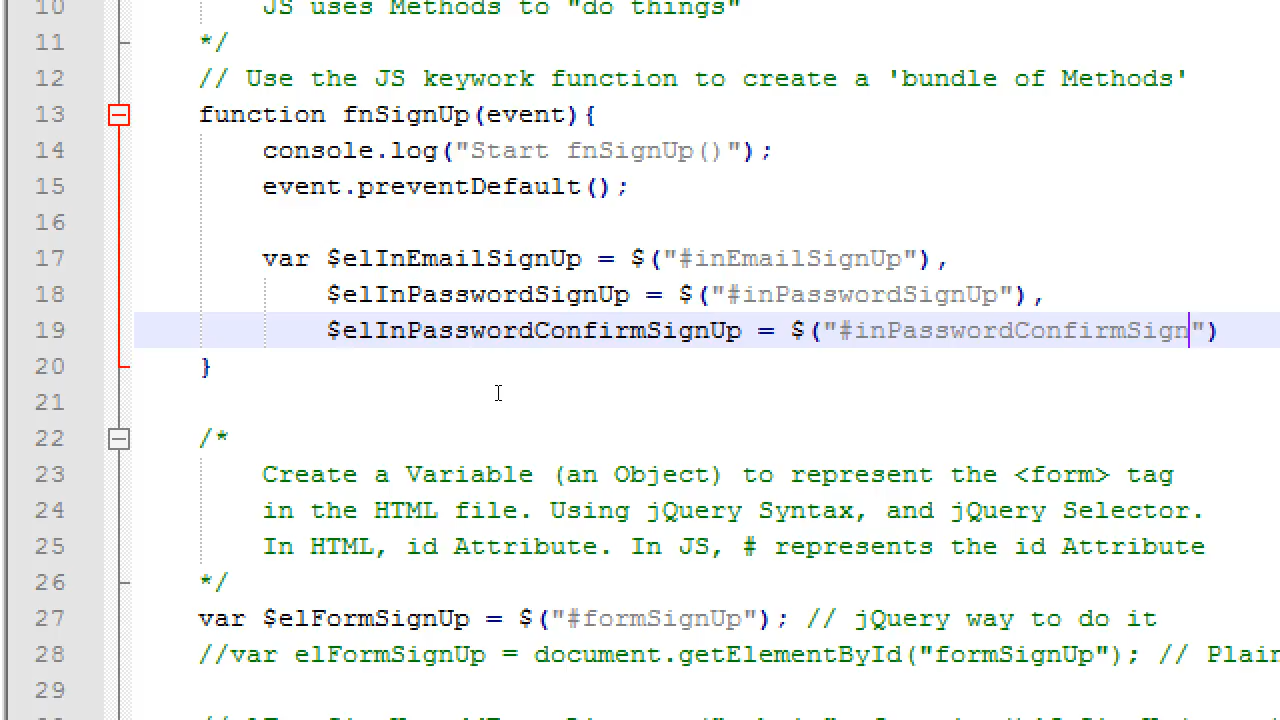 10 JS uses Methods to "do things"
11 */
12 // Use the JS keywork function to create a 'bundle of Methods'
13 function fnSignUp(event){
14 console.log("Start fnSignUp()");
15 event.preventDefault();
16
17 var $elInEmailSignUp = $("#inEmailSignUp"),
18 $elInPasswordSignUp = $("#inPasswordSignUp"),
19 $elInPasswordConfirmSignUp = $("#inPasswordConfirmSign")
20 }
21
22 /*
23 Create a Variable (an Object) to represent the <form> tag
24 in the HTML file. Using jQuery Syntax, and jQuery Selector.
25 In HTML, id Attribute. In JS, # represents the id Attribute
26 */
27 var $elFormSignUp = $("#formSignUp"); // jQuery way to do it
28 //var elFormSignUp = document.getElementById("formSignUp"); // Plain
29